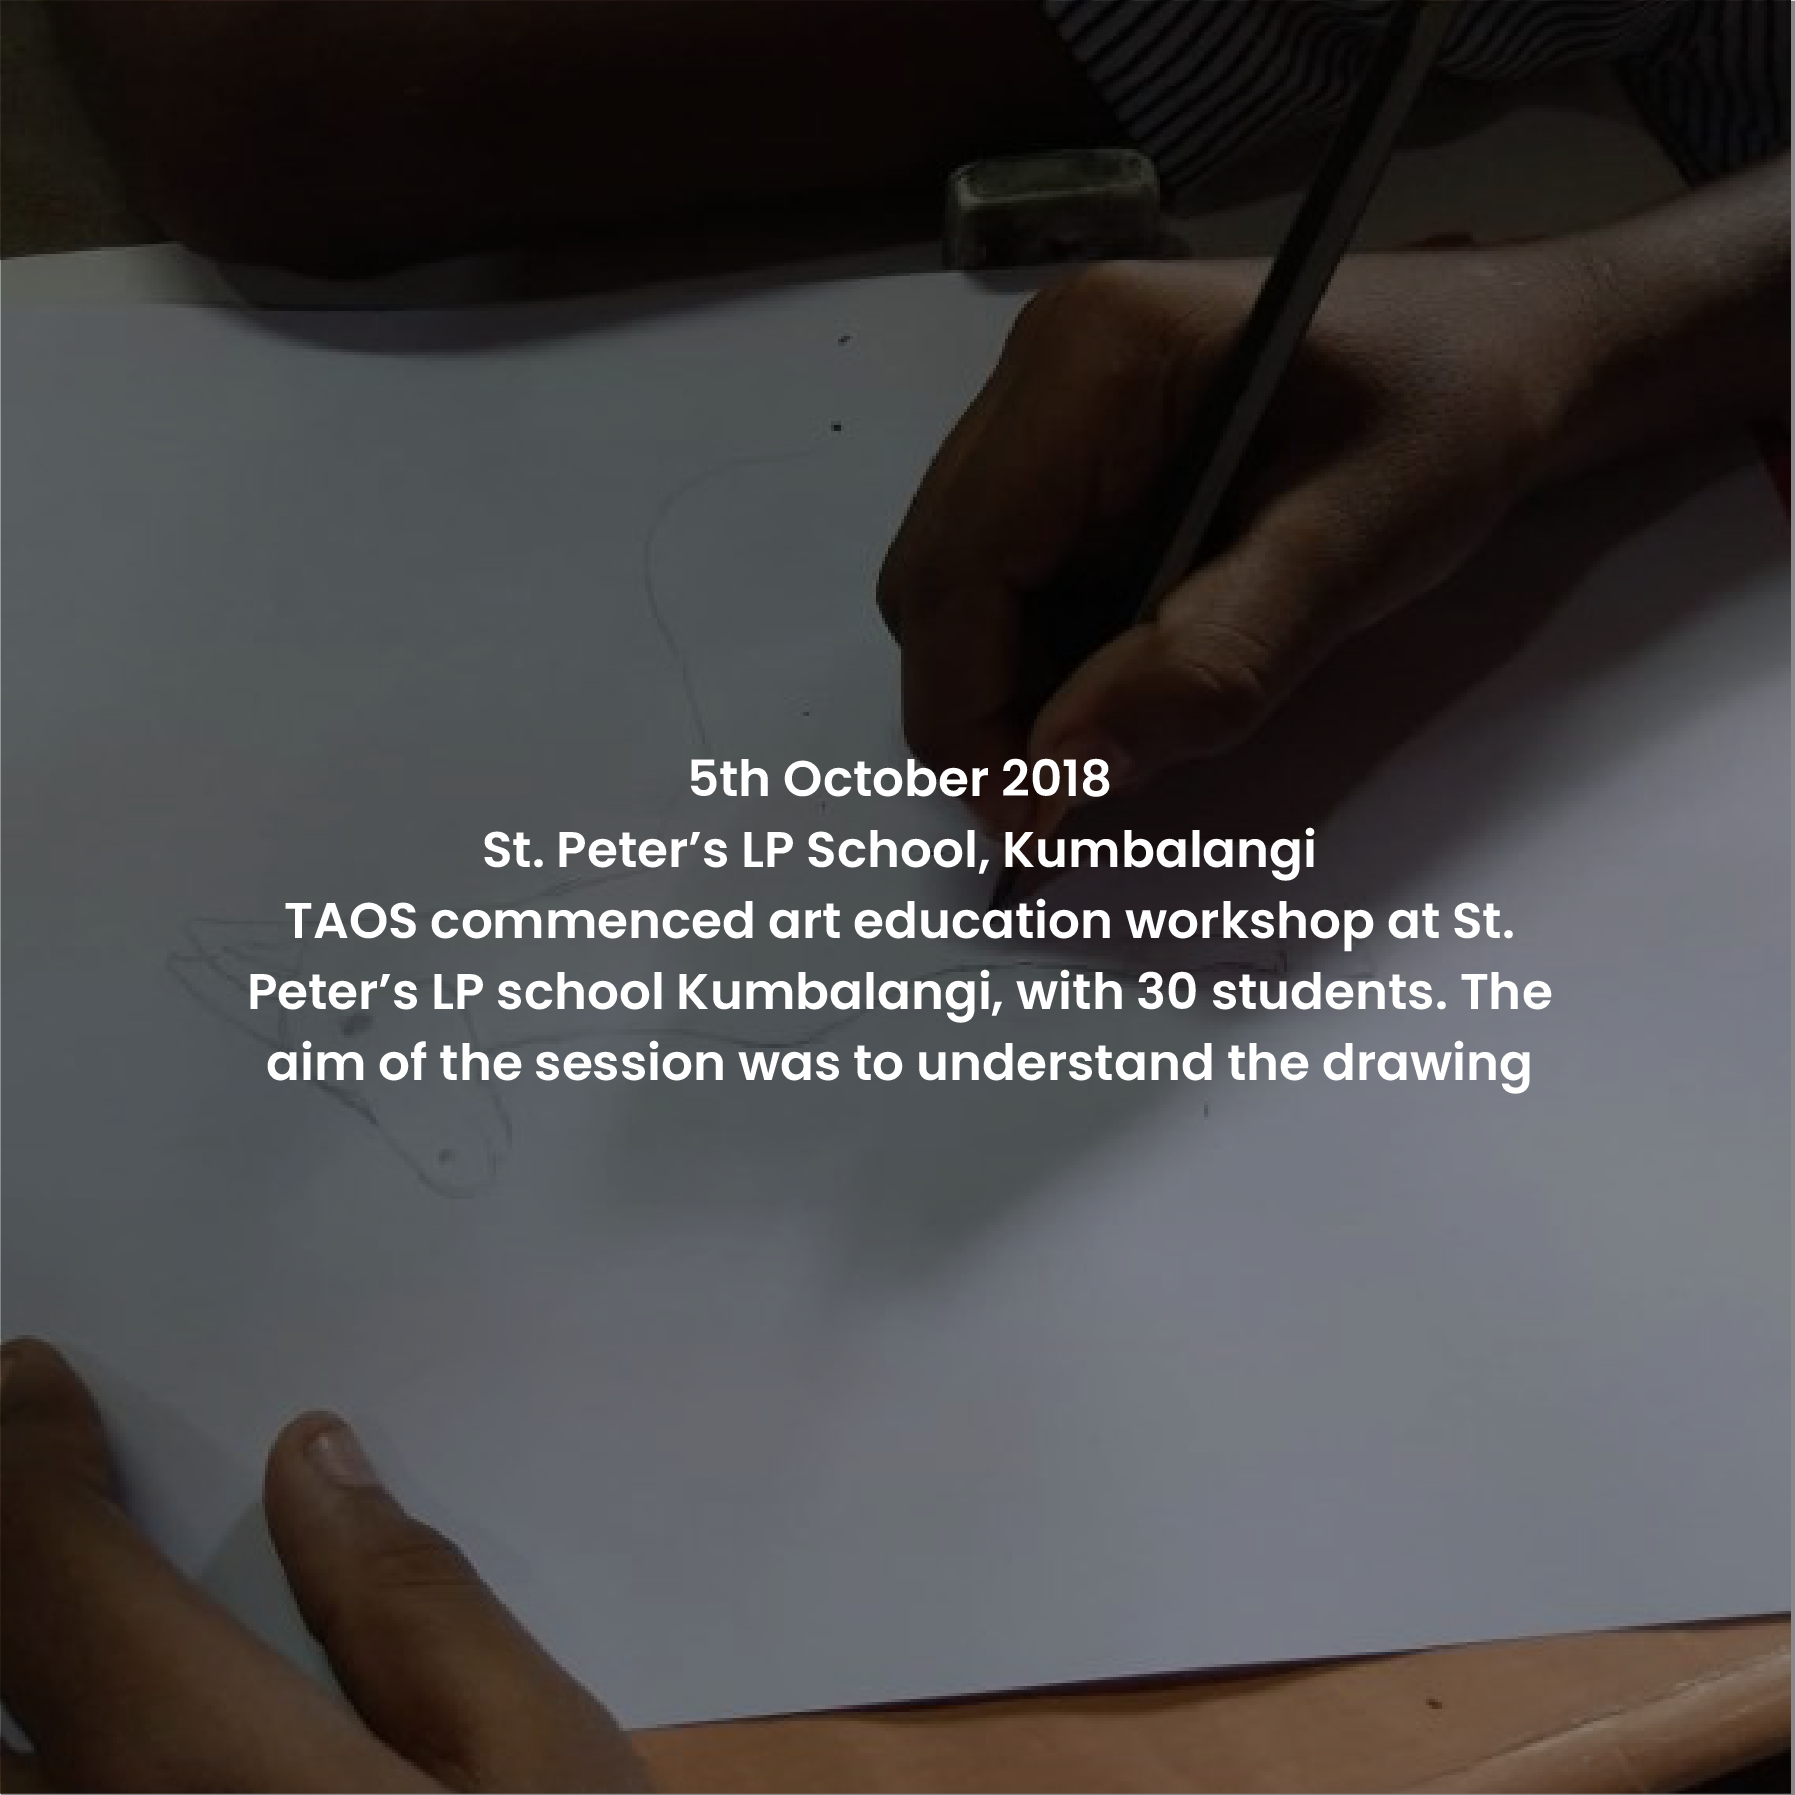 5th October 2018
St. Peter’s LP School, Kumbalangi
TAOS commenced art education workshop at St.
Peter’s LP school Kumbalangi, with 30 students. The
aim of the session was to understand the drawing